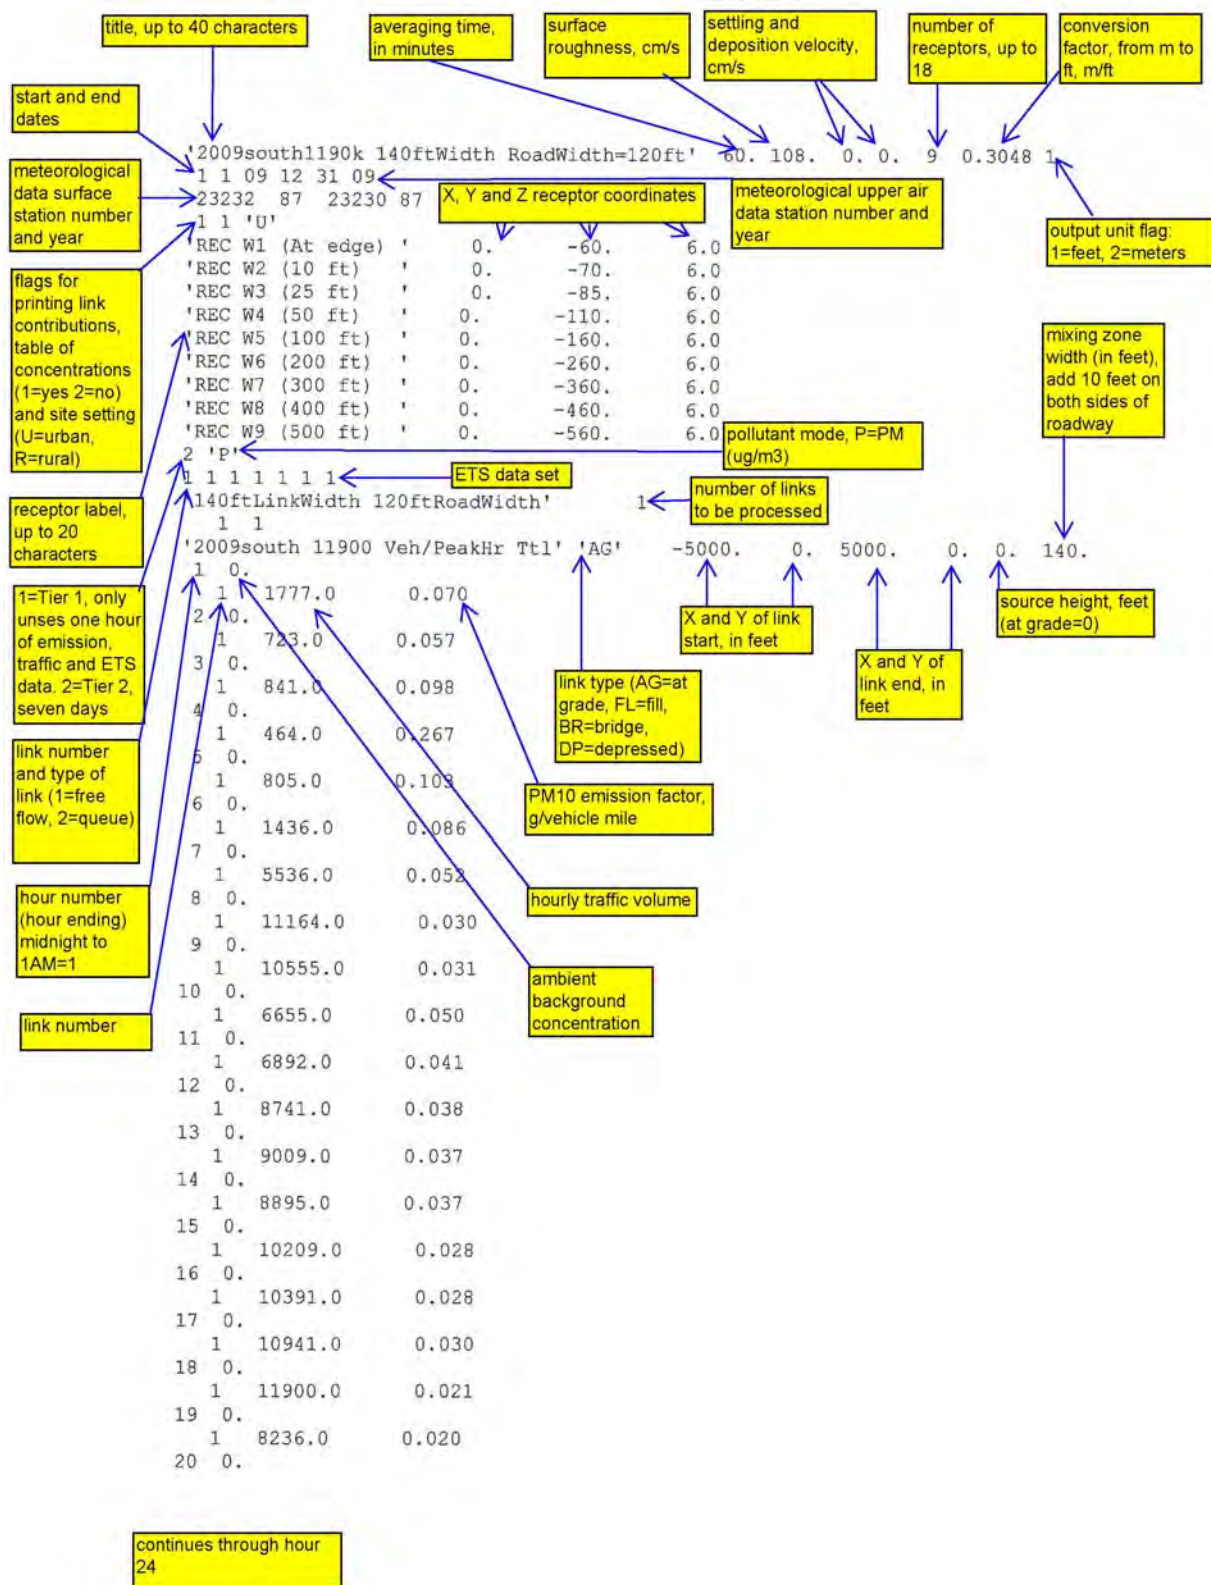 title, up to 40 characters
averaging time,
in minutes
surface
roughness, cm/s
settling and
deposition velocity,
cm/s
number of
receptors, up to
18
conversion
factor, from m to
ft, m/ft
start and end
dates
'2009south1190k 140ftWidth RoadWidth=120ft' 60. 108. 0. 0. 9 0.3048 1
1 1 09 12 31 09
meteorological
data surface
station number
and year
23232 87 23230 87
X, Y and Z receptor coordinates
meteorological upper air
data station number and
year
output unit flag:
1=feet, 2=meters
1 1 'U'
'REC W1 (At edge) ' 0. -60. 6.0
'REC W2 (10 ft) ' 0. -70. 6.0
'REC W3 (25 ft) ' 0. -85. 6.0
'REC W4 (50 ft) ' 0. -110. 6.0
'REC W5 (100 ft) ' 0. -160. 6.0
'REC W6 (200 ft) ' 0. -260. 6.0
'REC W7 (300 ft) ' 0. -360. 6.0
'REC W8 (400 ft) ' 0. -460. 6.0
'REC W9 (500 ft) ' 0. -560. 6.0
flags for
printing link
contributions,
table of
concentrations
(1=yes 2=no)
and site setting
(U=urban,
R=rural)
mixing zone
width (in feet),
add 10 feet on
both sides of
roadway
2 'P'
pollutant mode, P=PM
(ug/m3)
1 1 1 1 1 1 1
ETS data set
number of links
to be processed
receptor label,
up to 20
characters
'140ftLinkWidth 120ftRoadWidth' 1
1 1
'2009south 11900 Veh/PeakHr Ttl' 'AG' -5000. 0. 5000. 0. 0. 140.
1 0.
1 1777.0 0.070
2 0.
1 723.0 0.057
3 0.
1 841.0 0.098
4 0.
1 464.0 0.267
5 0.
1 805.0 0.103
6 0.
1 1436.0 0.086
7 0.
1 5536.0 0.052
8 0.
1 11164.0 0.030
9 0.
1 10555.0 0.031
10 0.
1 6655.0 0.050
11 0.
1 6892.0 0.041
12 0.
1 8741.0 0.038
13 0.
1 9009.0 0.037
14 0.
1 8895.0 0.037
15 0.
1 10209.0 0.028
16 0.
1 10391.0 0.028
17 0.
1 10941.0 0.030
18 0.
1 11900.0 0.021
19 0.
1 8236.0 0.020
20 0.
1=Tier 1, only
unses one hour
of emission,
traffic and ETS
data. 2=Tier 2,
seven days
X and Y of link
start, in feet
source height, feet
(at grade=0)
X and Y of
link end, in
feet
link type (AG=at
grade, FL=fill,
BR=bridge,
DP=depressed)
link number
and type of
link (1=free
flow, 2=queue)
PM10 emission factor,
g/vehicle mile
hour number
(hour ending)
midnight to
1AM=1
hourly traffic volume
ambient
background
concentration
link number
continues through hour
24